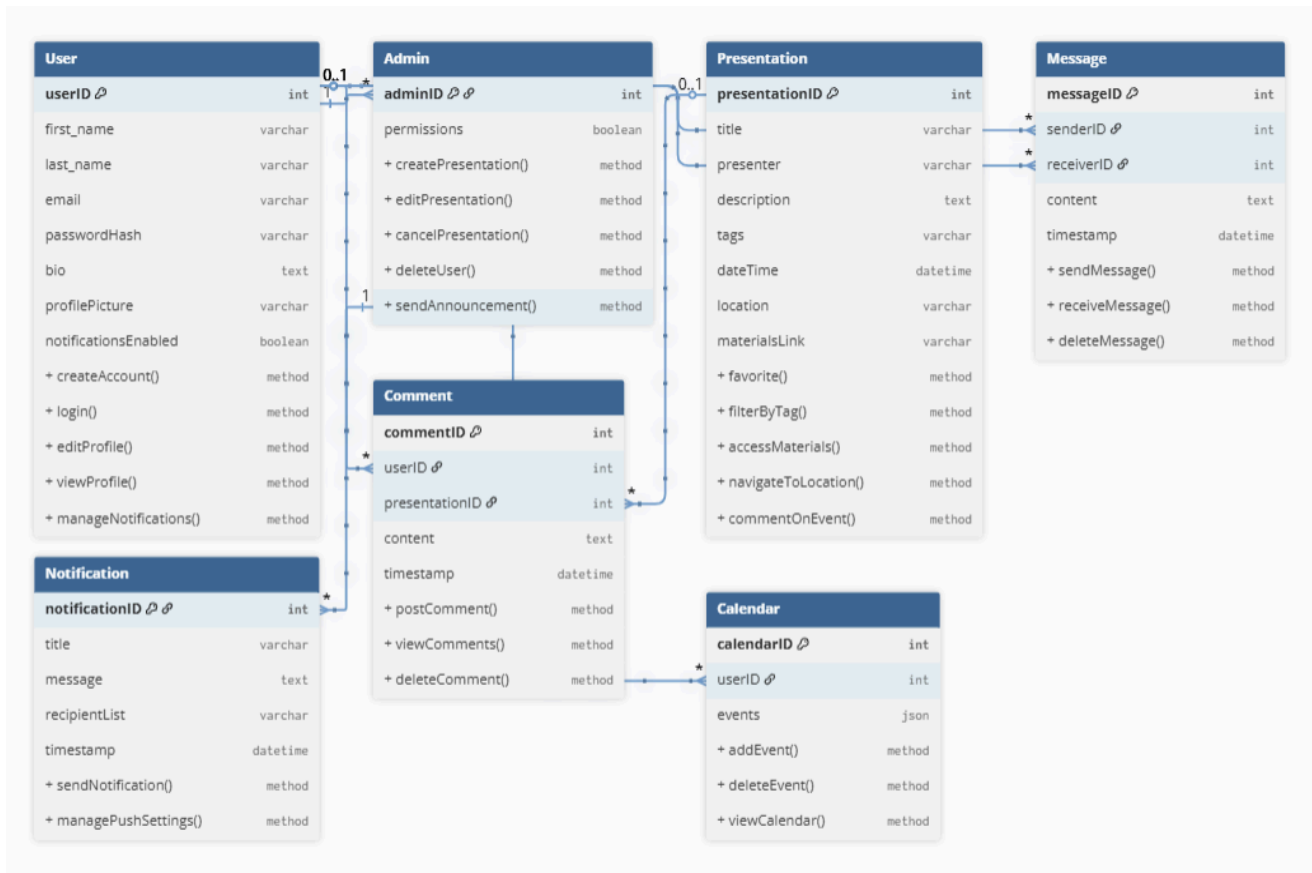 User
userID int
first_name varchar
last_name varchar
email varchar
passwordHash varchar
bio text
profilePicture varchar
notificationsEnabled boolean
+ createAccount() method
+ login() method
+ editProfile() method
+ viewProfile() method
+ manageNotifications() method
0..1
1
*
Admin
adminID int
permissions boolean
+ createPresentation() method
+ editPresentation() method
+ cancelPresentation() method
+ deleteUser() method
1
+ sendAnnouncement() method
0..1
Presentation
presentationID int
title varchar
presenter varchar
description text
tags varchar
dateTime datetime
location varchar
materialsLink varchar
+ favorite() method
+ filterByTag() method
+ accessMaterials() method
+ navigateToLocation() method
+ commentOnEvent() method
Message
messageID int
*
senderID int
*
receiverID int
content text
timestamp datetime
+ sendMessage() method
+ receiveMessage() method
+ deleteMessage() method
Comment
commentID int
*
userID int
presentationID int
*
content text
timestamp datetime
+ postComment() method
+ viewComments() method
+ deleteComment() method
Notification
notificationID int
*
title varchar
message text
recipientList varchar
timestamp datetime
+ sendNotification() method
+ managePushSettings() method
Calendar
calendarID int
*
userID int
events json
+ addEvent() method
+ deleteEvent() method
+ viewCalendar() method